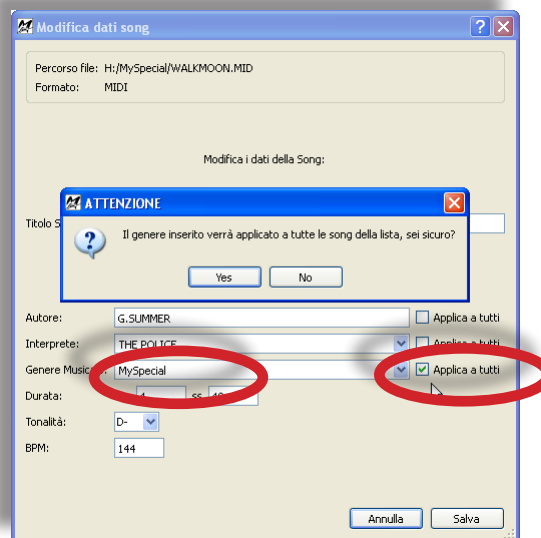 Modifica dati song
Percorso file: H:/MySpecial/WALKMOON.MID
Formato: MIDI
Modifica i dati della Song:
ATTENZIONE
Titolo S
Il genere inserito verrà applicato a tutte le song della lista, sei sicuro?
Yes No
Autore: G.SUMMER Applica a tutti
Interprete: THE POLICE Applica a tutti
Genere Musica MySpecial Applica a tutti
Durata: ss
Tonalità: D-
BPM: 144
Annulla Salva